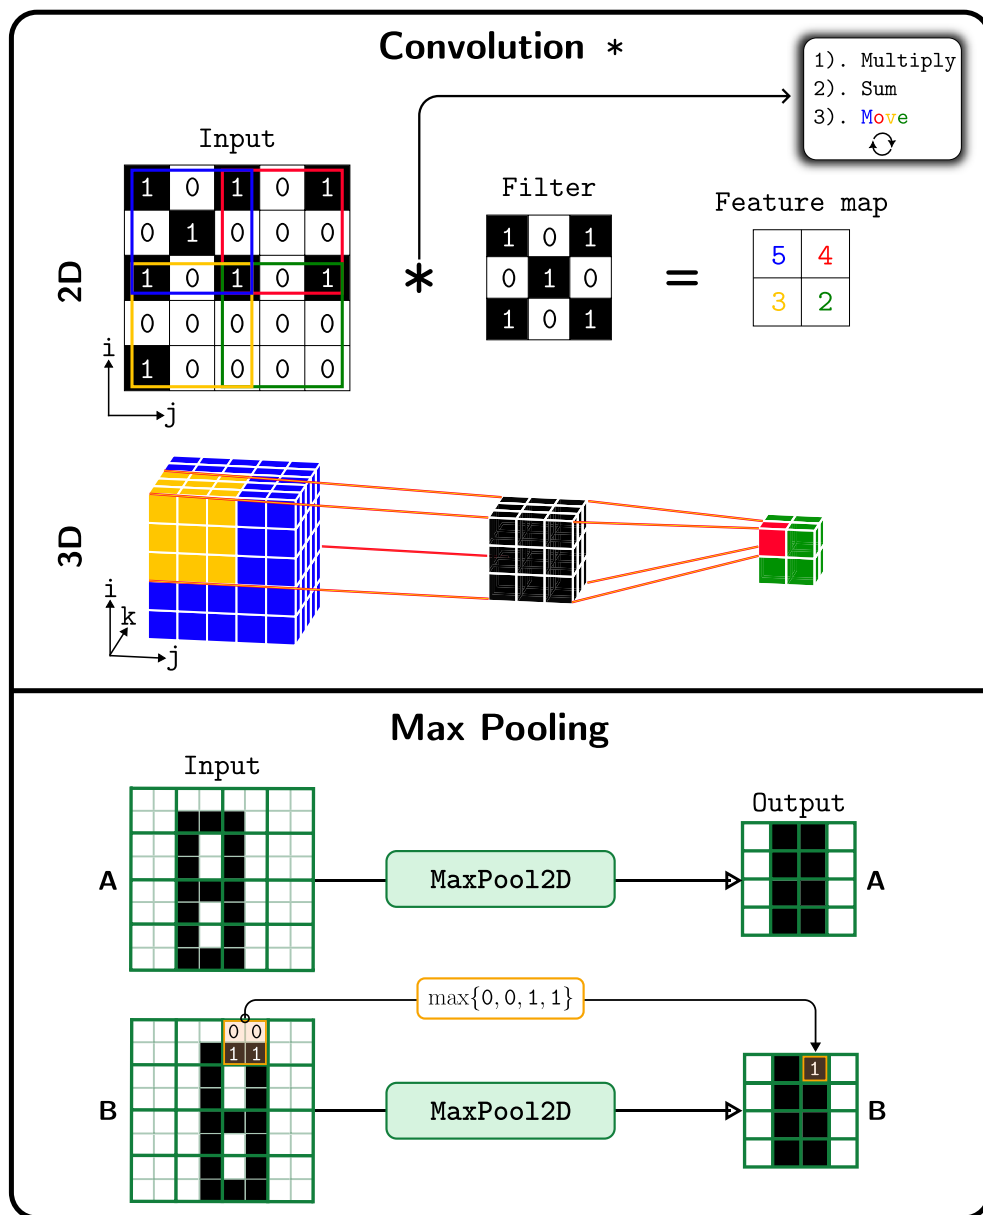 Convolution *
1). Multiply
2). Sum
3). Move
Input
Filter
Feature map
2D
1 0 1 0 1
0 1 0 0 0
1 0 1 0 1
0 0 0 0 0
1 0 0 0 0
i
j
*
1 0 1
0 1 0
1 0 1
=
5 4
3 2
3D
i
k
j
Max Pooling
Input
Output
A
MaxPool2D
A
max{0, 0, 1, 1}
0 0
1 1
1
B
MaxPool2D
B